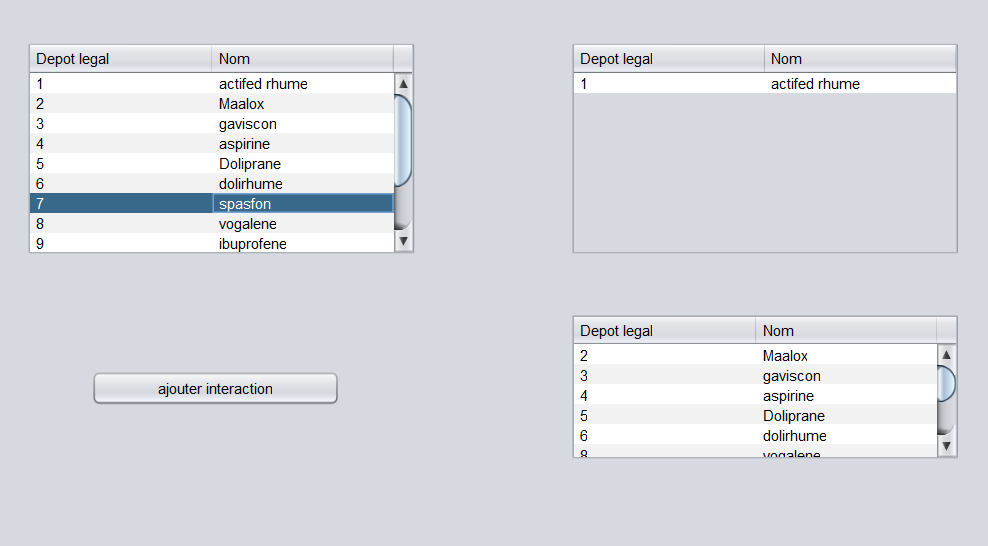 Depot legal Nom
1 actifed rhume
2 Maalox
3 gaviscon
4 aspirine
5 Doliprane
6 dolirhume
7 spasfon
8 vogalene
9 ibuprofene
Depot legal Nom
1 actifed rhume
ajouter interaction
Depot legal Nom
2 Maalox
3 gaviscon
4 aspirine
5 Doliprane
6 dolirhume
8 vogalene